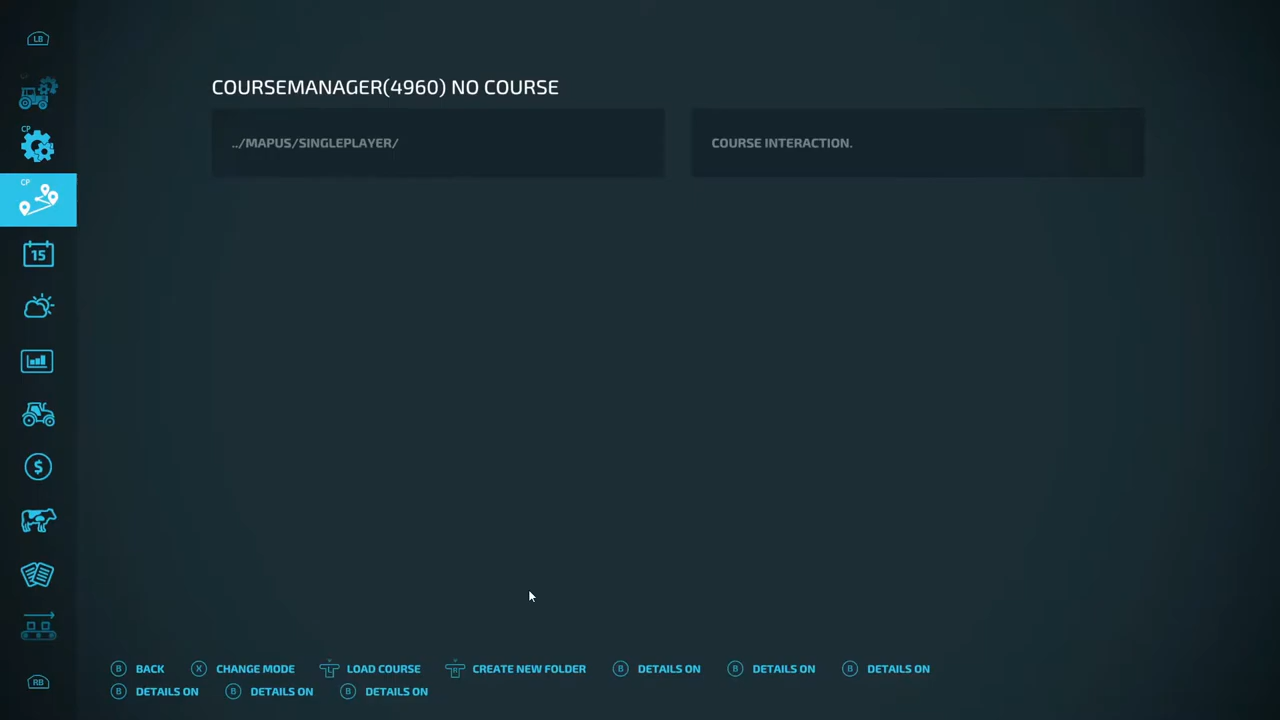 LB
CP
CP
15
$
RB
COURSEMANAGER(4960) NO COURSE
../MAPUS/SINGLEPLAYER/
COURSE INTERACTION.
B BACK X CHANGE MODE LOAD COURSE CREATE NEW FOLDER B DETAILS ON B DETAILS ON B DETAILS ON
B DETAILS ON B DETAILS ON B DETAILS ON